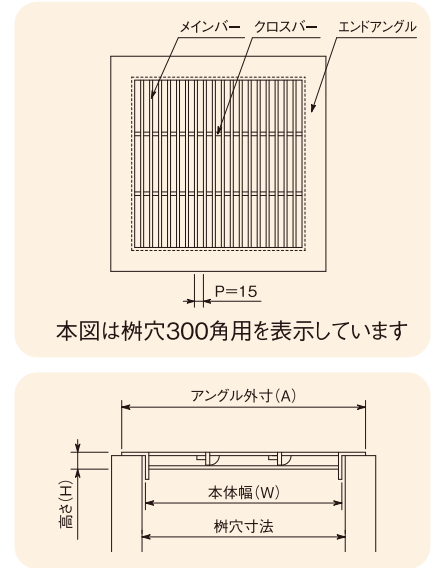 メインバー クロスバー エンドアングル
P=15
本図は桝穴300角用を表示しています
アングル外寸(A)
高さ(H)
本体幅(W)
桝穴寸法